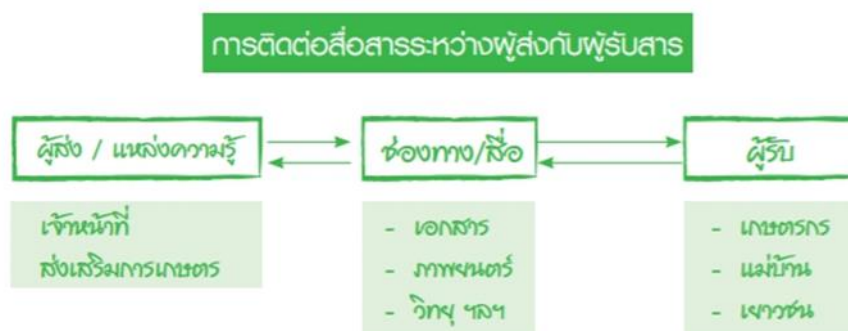 การติดต่อสื่อสารระหว่างผู้ส่งกับผู้รับสาร
ผู้ส่ง / แหล่งความรู้
ช่องทาง/สื่อ
ผู้รับ
เจ้าหน้าที่
ส่งเสริมการเกษตร
- เอกสาร
- ภาพยนตร์
- วิทยุ ฯลฯ
- เกษตรกร
- แม่บ้าน
- เยาวชน